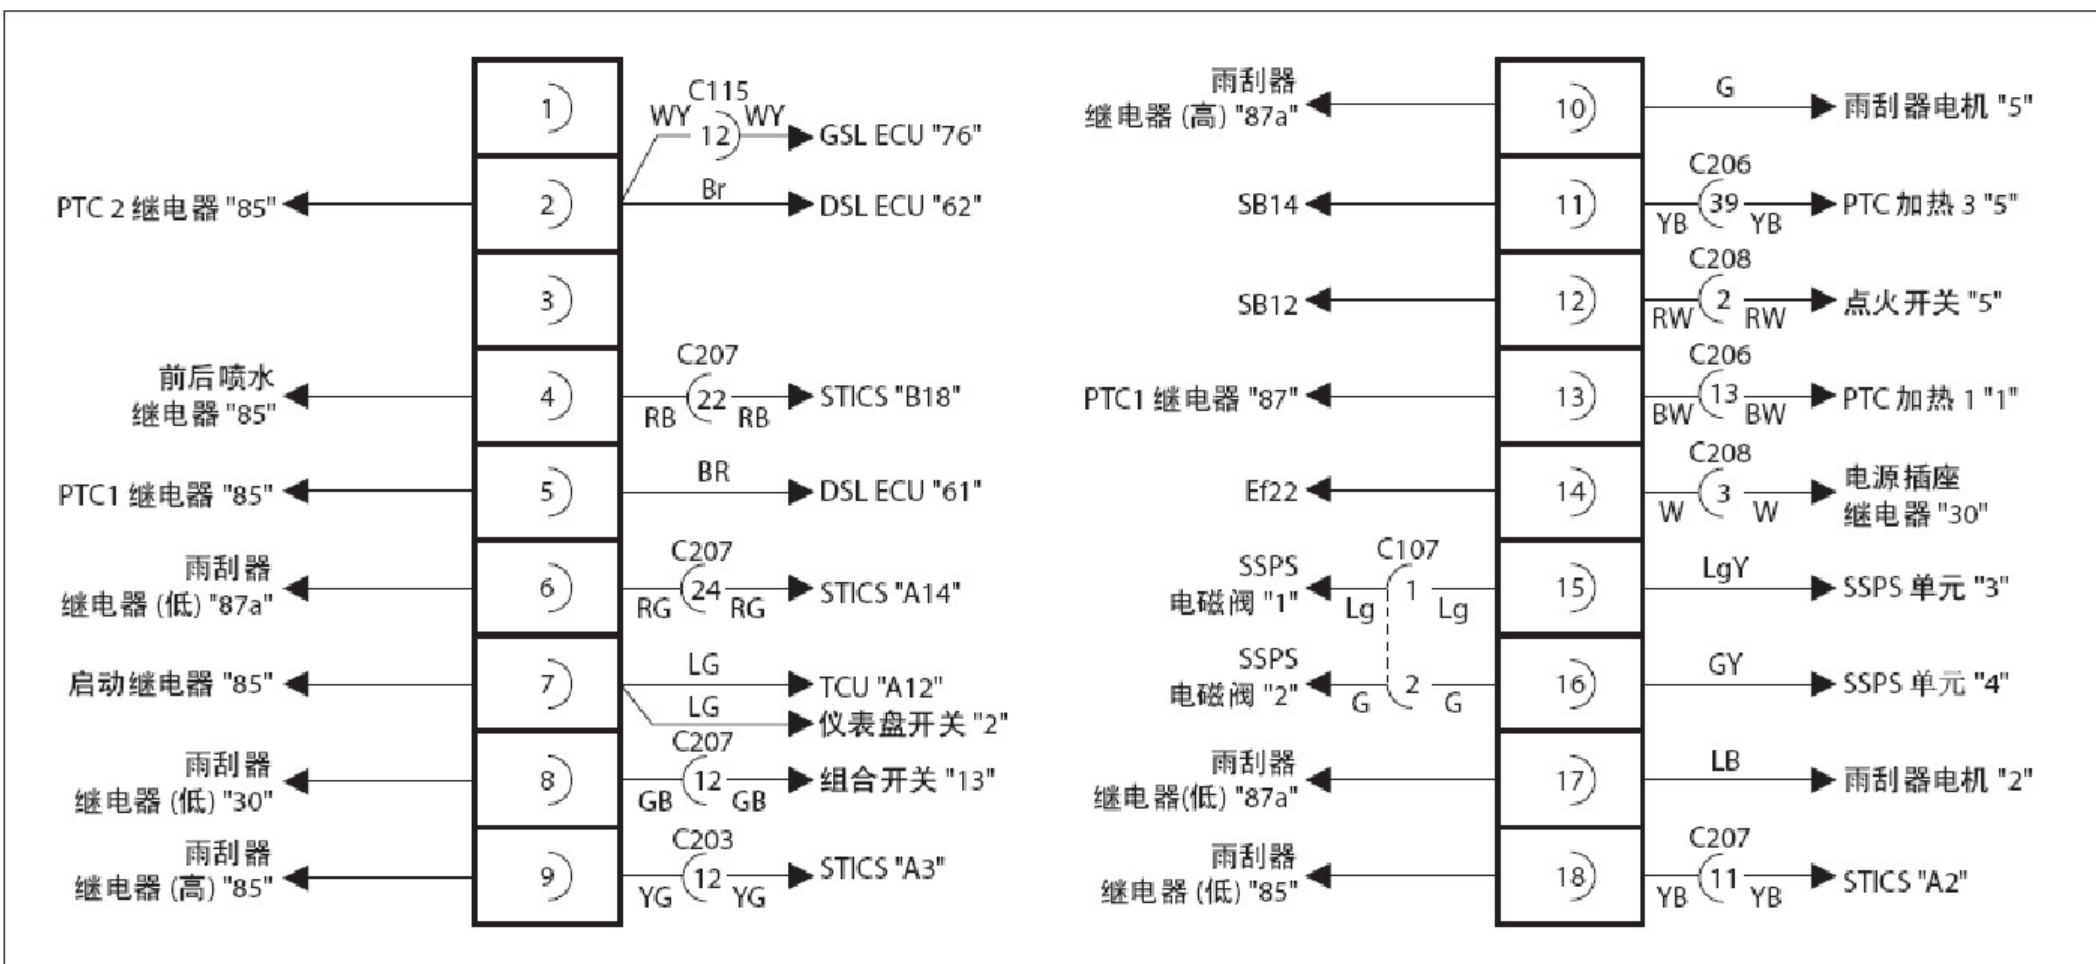 1
C115
WY 12 WY GSL ECU "76"
PTC 2 继电器 "85" 2 Br DSL ECU "62"
3
前后喷水
继电器 "85" 4
C207
RB 22 RB STICS "B18"
PTC1 继电器 "85" 5 BR DSL ECU "61"
雨刮器
继电器 (低) "87a" 6
C207
RG 24 RG STICS "A14"
启动继电器 "85" 7 LG TCU "A12"
LG 仪表盘开关 "2"
雨刮器
继电器 (低) "30" 8
C207
GB 12 GB 组合开关 "13"
雨刮器
继电器 (高) "85" 9
C203
YG 12 YG STICS "A3"
雨刮器
继电器 (高) "87a" 10 G 雨刮器电机 "5"
SB14 11
C206
YB 39 YB PTC 加热 3 "5"
SB12 12
C208
RW 2 RW 点火开关 "5"
PTC1 继电器 "87" 13
C206
BW 13 BW PTC 加热 1 "1"
Ef22 14
C208
W 3 W
电源插座
继电器 "30"
SSPS
电磁阀 "1"
C107
Lg 1 Lg 15 LgY SSPS 单元 "3"
SSPS
电磁阀 "2"
G 2 G 16 GY SSPS 单元 "4"
雨刮器
继电器(低) "87a" 17 LB 雨刮器电机 "2"
雨刮器
继电器 (低) "85" 18
C207
YB 11 YB STICS "A2"